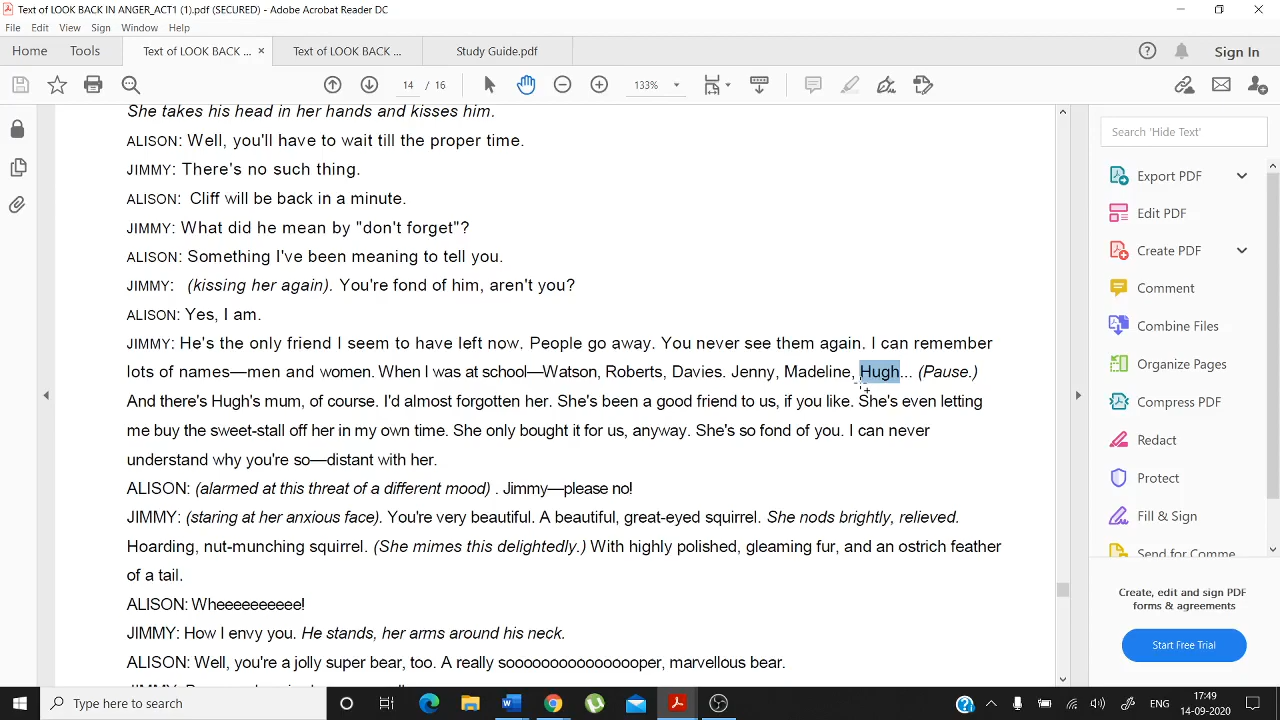 Text of LOOK BACK IN ANGER_ACT1 (1).pdf (SECURED) - Adobe Acrobat Reader DC
File Edit View Sign Window Help
Home Tools Text of LOOK BACK ... × Text of LOOK BACK ... Study Guide.pdf Sign In
14 / 16 133%
She takes his head in her hands and kisses him.
ALISON: Well, you'll have to wait till the proper time.
JIMMY: There's no such thing.
ALISON: Cliff will be back in a minute.
JIMMY: What did he mean by "don't forget"?
ALISON: Something I've been meaning to tell you.
JIMMY: (kissing her again). You're fond of him, aren't you?
ALISON: Yes, I am.
JIMMY: He's the only friend I seem to have left now. People go away. You never see them again. I can remember
lots of names—men and women. When I was at school—Watson, Roberts, Davies. Jenny, Madeline, Hugh... (Pause.)
And there's Hugh's mum, of course. I'd almost forgotten her. She's been a good friend to us, if you like. She's even letting
me buy the sweet-stall off her in my own time. She only bought it for us, anyway. She's so fond of you. I can never
understand why you're so—distant with her.
ALISON: (alarmed at this threat of a different mood) . Jimmy—please no!
JIMMY: (staring at her anxious face). You're very beautiful. A beautiful, great-eyed squirrel. She nods brightly, relieved.
Hoarding, nut-munching squirrel. (She mimes this delightedly.) With highly polished, gleaming fur, and an ostrich feather
of a tail.
ALISON: Wheeeeeeeeee!
JIMMY: How I envy you. He stands, her arms around his neck.
ALISON: Well, you're a jolly super bear, too. A really soooooooooooooooper, marvellous bear.
Search 'Hide Text'
Export PDF
Edit PDF
Create PDF
Comment
Combine Files
Organize Pages
Compress PDF
Redact
Protect
Fill & Sign
Send for Comme
Create, edit and sign PDF
forms & agreements
Start Free Trial
Type here to search
ENG
17:49
14-09-2020